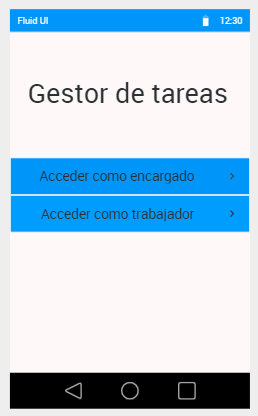 Fluid UI 12:30
Gestor de tareas
Acceder como encargado
Acceder como trabajador